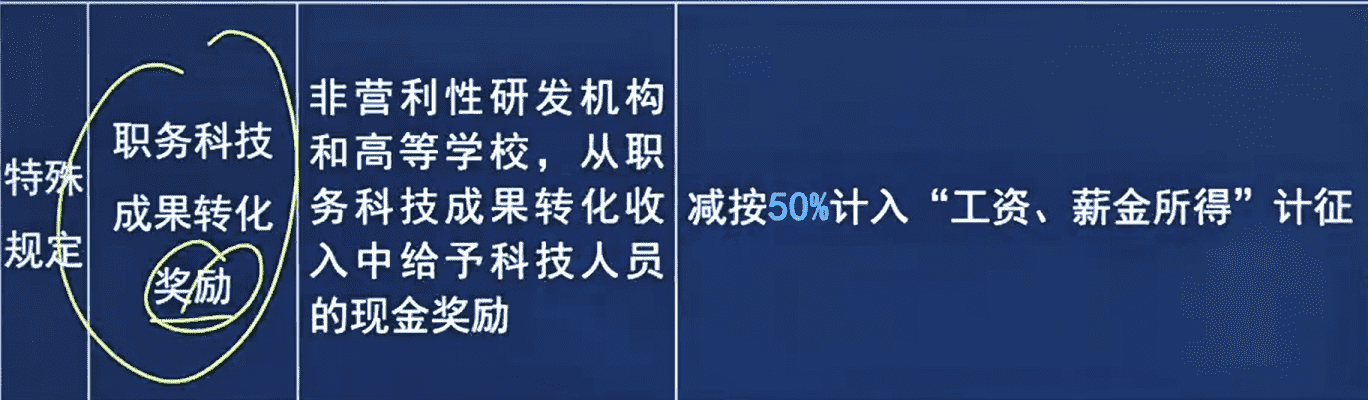 特殊
规定
职务科技
成果转化
奖励
非营利性研发机构
和高等学校，从职
务科技成果转化收
入中给予科技人员
的现金奖励
减按50%计入“工资、薪金所得”计征